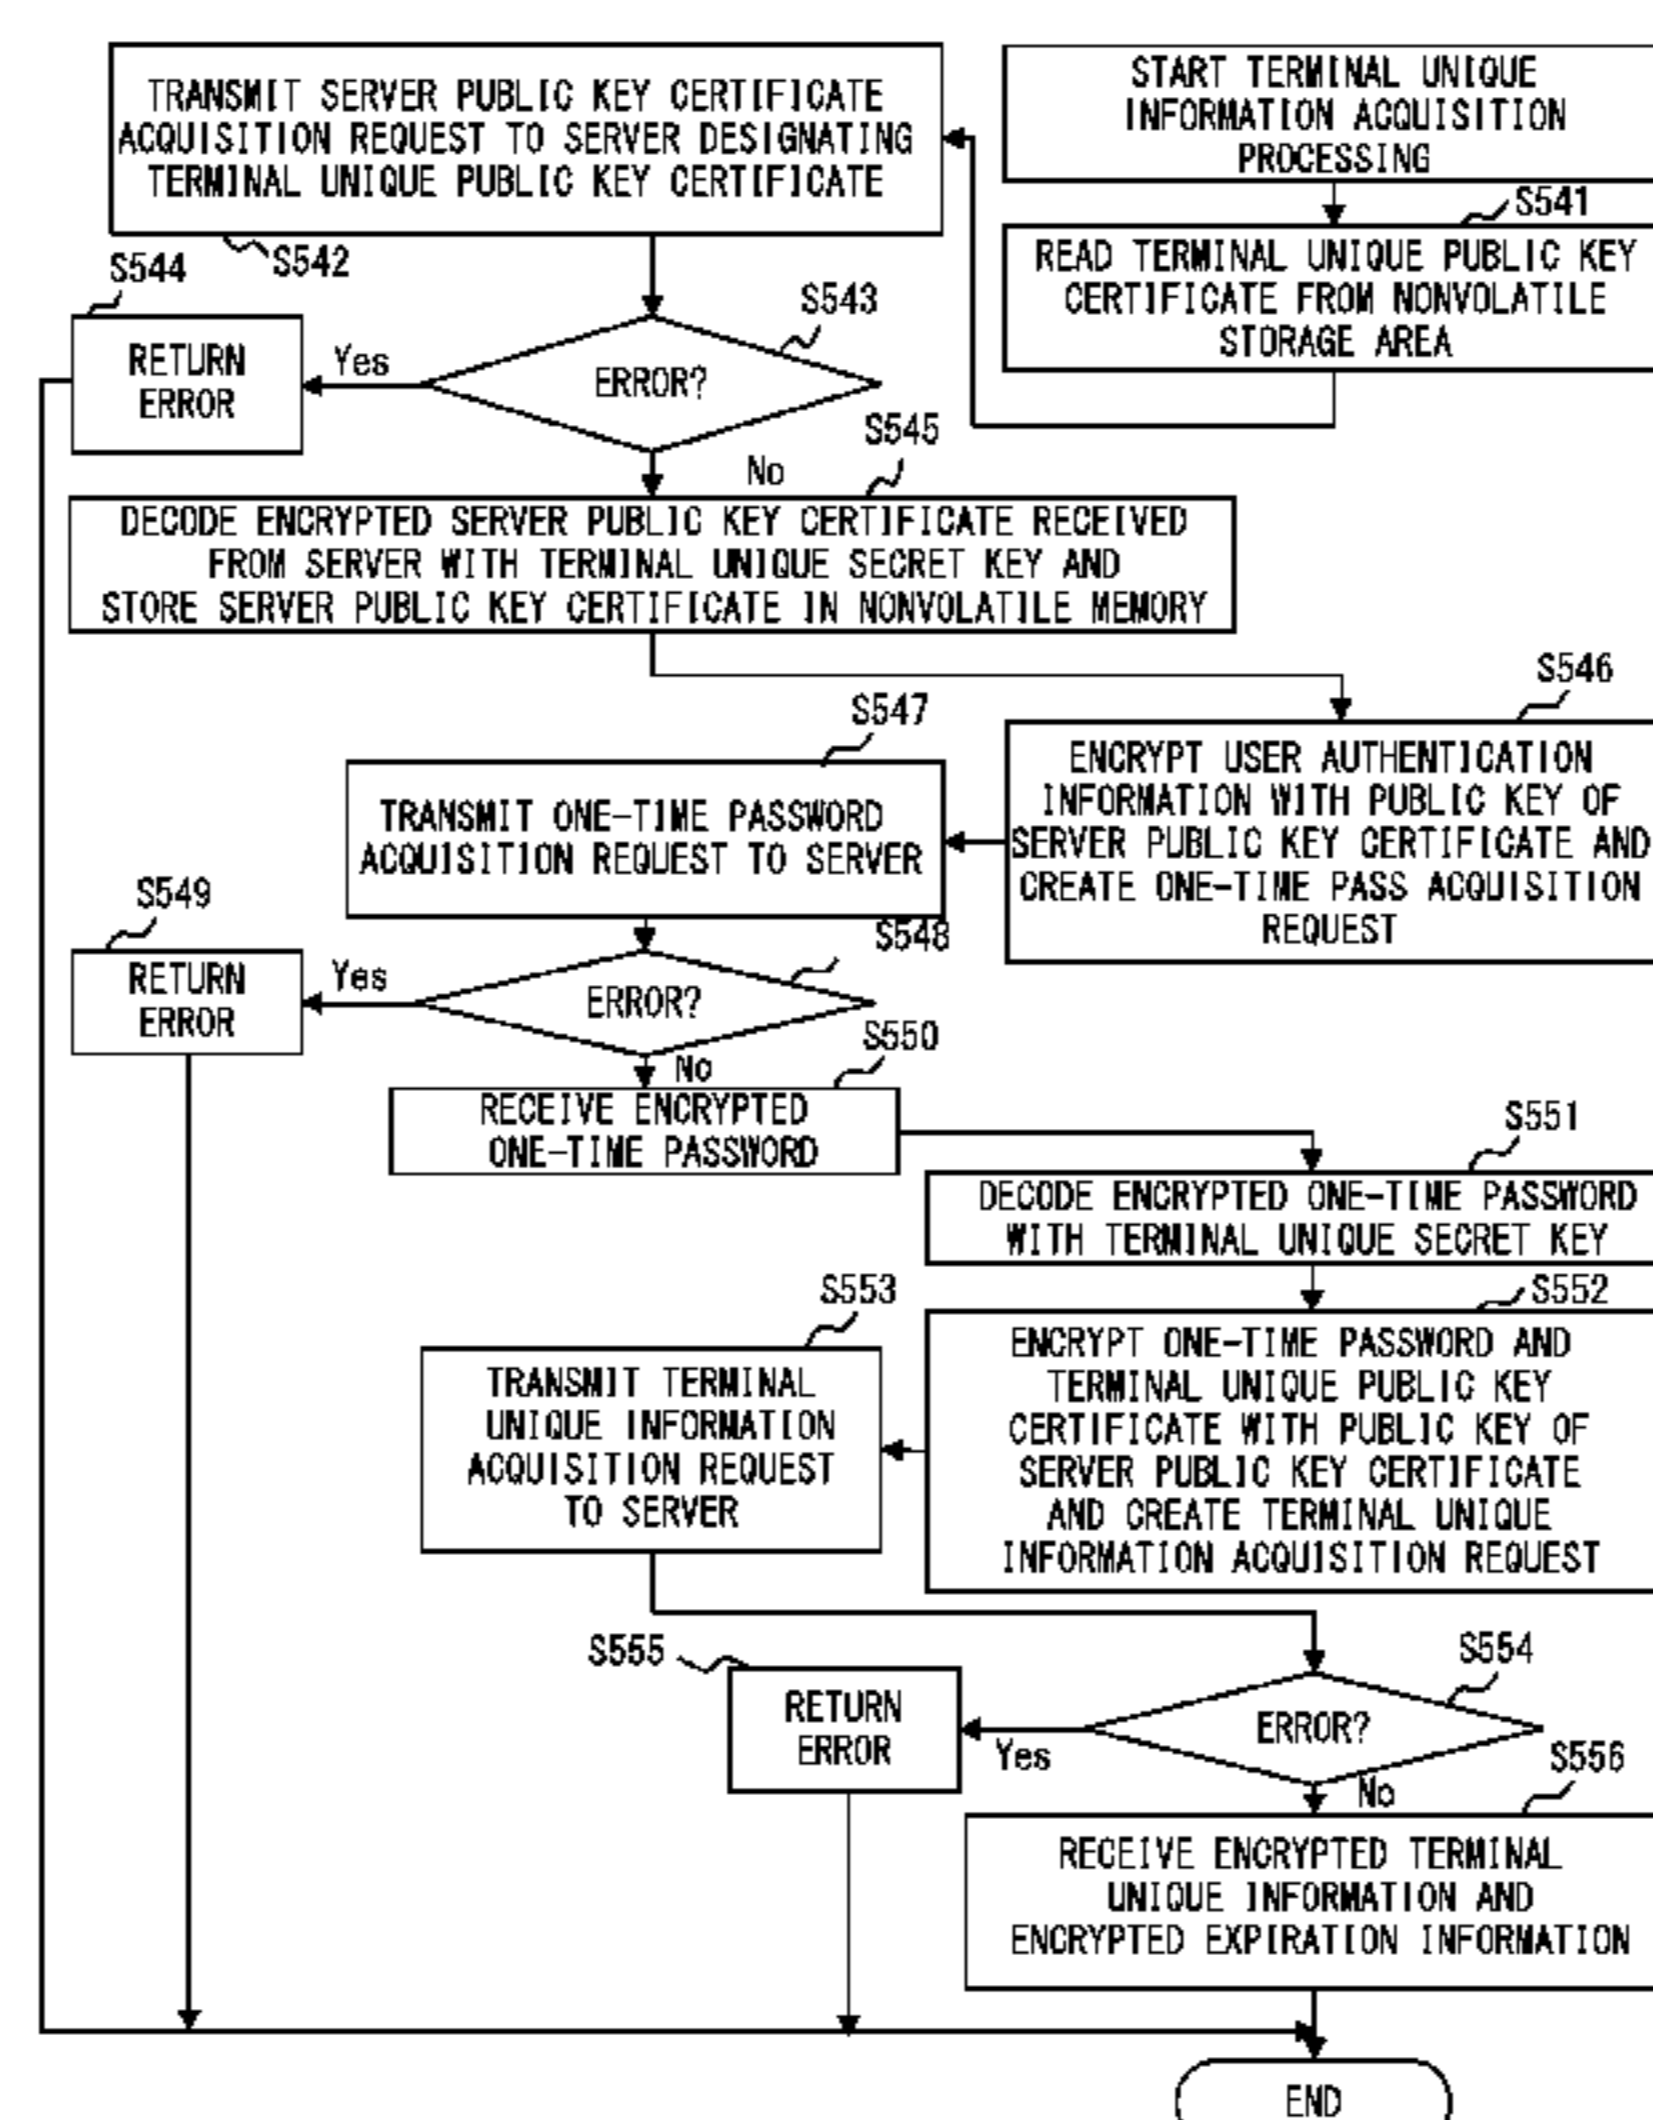 START TERMINAL UNIQUE
INFORMATION ACQUISITION
PROCESSING
S541
READ TERMINAL UNIQUE PUBLIC KEY
CERTIFICATE FROM NONVOLATILE
STORAGE AREA
TRANSMIT SERVER PUBLIC KEY CERTIFICATE
ACQUISITION REQUEST TO SERVER DESIGNATING
TERMINAL UNIQUE PUBLIC KEY CERTIFICATE
S542
S543
ERROR?
Yes
S544
RETURN
ERROR
No
S545
DECODE ENCRYPTED SERVER PUBLIC KEY CERTIFICATE RECEIVED
FROM SERVER WITH TERMINAL UNIQUE SECRET KEY AND
STORE SERVER PUBLIC KEY CERTIFICATE IN NONVOLATILE MEMORY
S546
ENCRYPT USER AUTHENTICATION
INFORMATION WITH PUBLIC KEY OF
SERVER PUBLIC KEY CERTIFICATE AND
CREATE ONE-TIME PASS ACQUISITION
REQUEST
S547
TRANSMIT ONE-TIME PASSWORD
ACQUISITION REQUEST TO SERVER
S548
ERROR?
Yes
S549
RETURN
ERROR
No
S550
RECEIVE ENCRYPTED
ONE-TIME PASSWORD
S551
DECODE ENCRYPTED ONE-TIME PASSWORD
WITH TERMINAL UNIQUE SECRET KEY
S552
ENCRYPT ONE-TIME PASSWORD AND
TERMINAL UNIQUE PUBLIC KEY
CERTIFICATE WITH PUBLIC KEY OF
SERVER PUBLIC KEY CERTIFICATE
AND CREATE TERMINAL UNIQUE
INFORMATION ACQUISITION REQUEST
S553
TRANSMIT TERMINAL
UNIQUE INFORMATION
ACQUISITION REQUEST
TO SERVER
S554
ERROR?
Yes
S555
RETURN
ERROR
No
S556
RECEIVE ENCRYPTED TERMINAL
UNIQUE INFORMATION AND
ENCRYPTED EXPIRATION INFORMATION
END